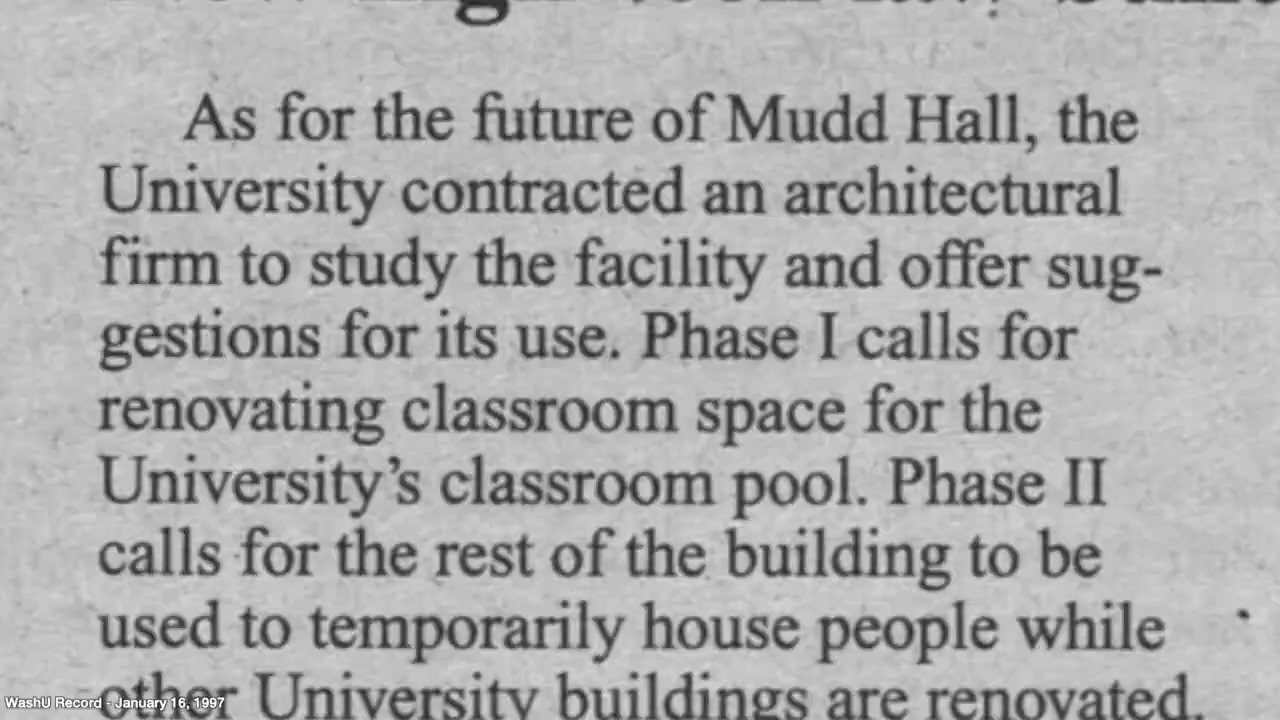 As for the future of Mudd Hall, the
University contracted an architectural
firm to study the facility and offer sug-
gestions for its use. Phase I calls for
renovating classroom space for the
University’s classroom pool. Phase II
calls for the rest of the building to be
used to temporarily house people while
other University buildings are renovated.
WashU Record - January 16, 1997